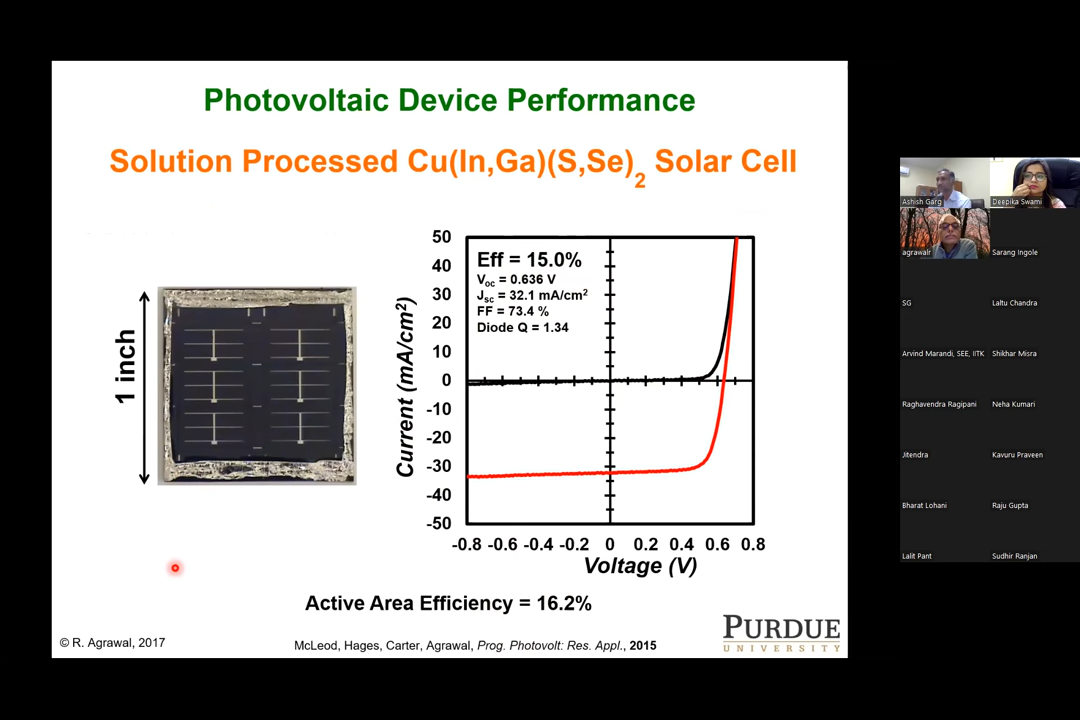 Photovoltaic Device Performance
Solution Processed Cu(In,Ga)(S,Se)2 Solar Cell
1 inch
Current (mA/cm2)
50
40
30
20
10
0
-10
-20
-30
-40
-50
Eff = 15.0%
Voc = 0.636 V
Jsc = 32.1 mA/cm2
FF = 73.4 %
Diode Q = 1.34
-0.8 -0.6 -0.4 -0.2 0 0.2 0.4 0.6 0.8
Voltage (V)
Active Area Efficiency = 16.2%
© R. Agrawal, 2017
McLeod, Hages, Carter, Agrawal, Prog. Photovolt: Res. Appl., 2015
PURDUE
UNIVERSITY
Ashish Garg
Deepika Swami
agrawalr
Sarang Ingole
SG
Laltu Chandra
Arvind Marandi, SEE, IITK
Shikhar Misra
Raghavendra Ragipani
Neha Kumari
Jitendra
Kavuru Praveen
Bharat Lohani
Raju Gupta
Lalit Pant
Sudhir Ranjan